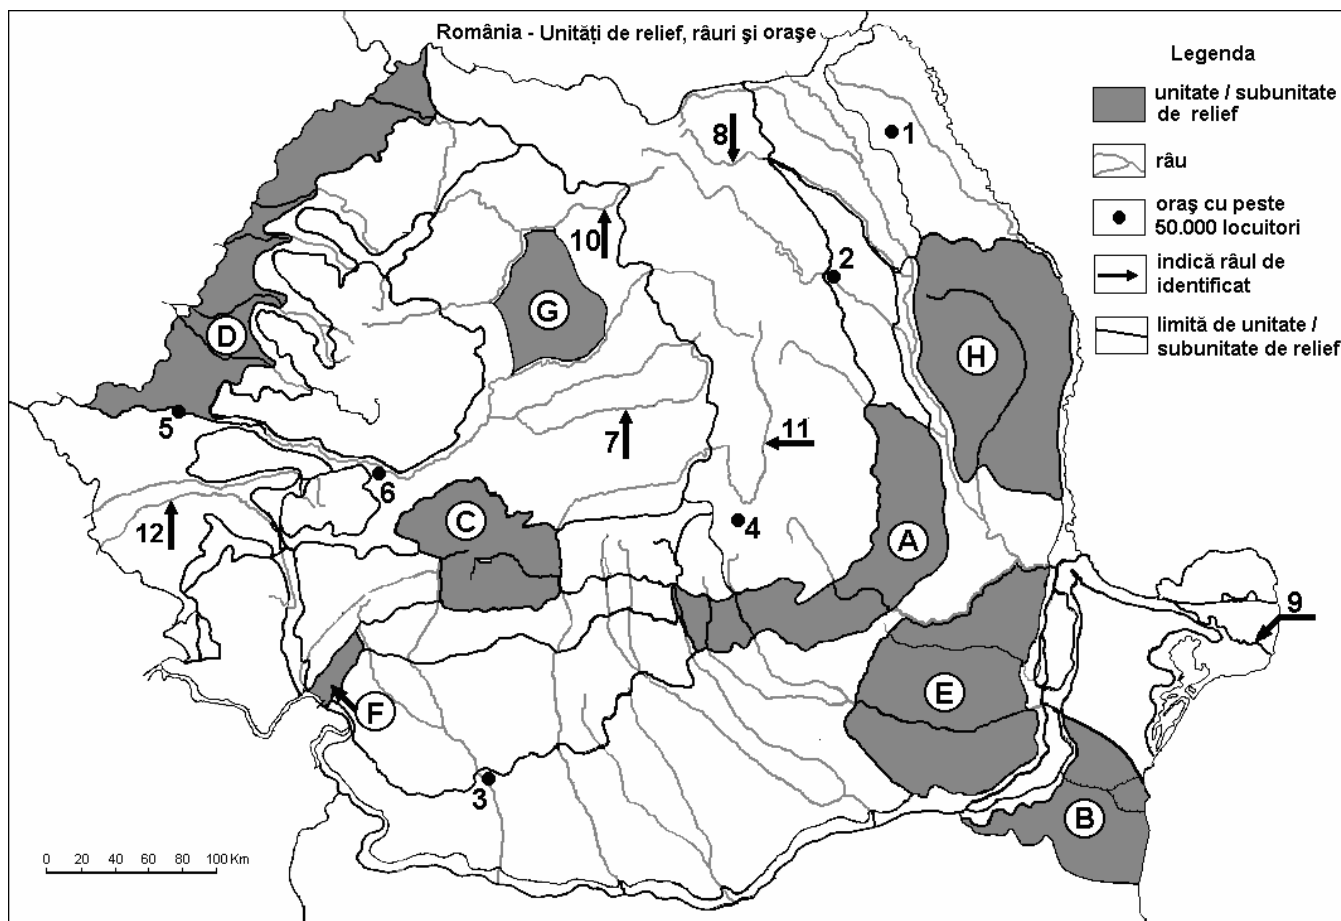 România - Unități de relief, râuri și orașe
Legenda
unitate / subunitate
de relief
râu
oraș cu peste
50.000 locuitori
indică râul de
identificat
limită de unitate /
subunitate de relief
8
1
10
2
G
D
H
5
7
11
6
C
12
4
A
9
F
E
3
B
0 20 40 60 80 100 Km